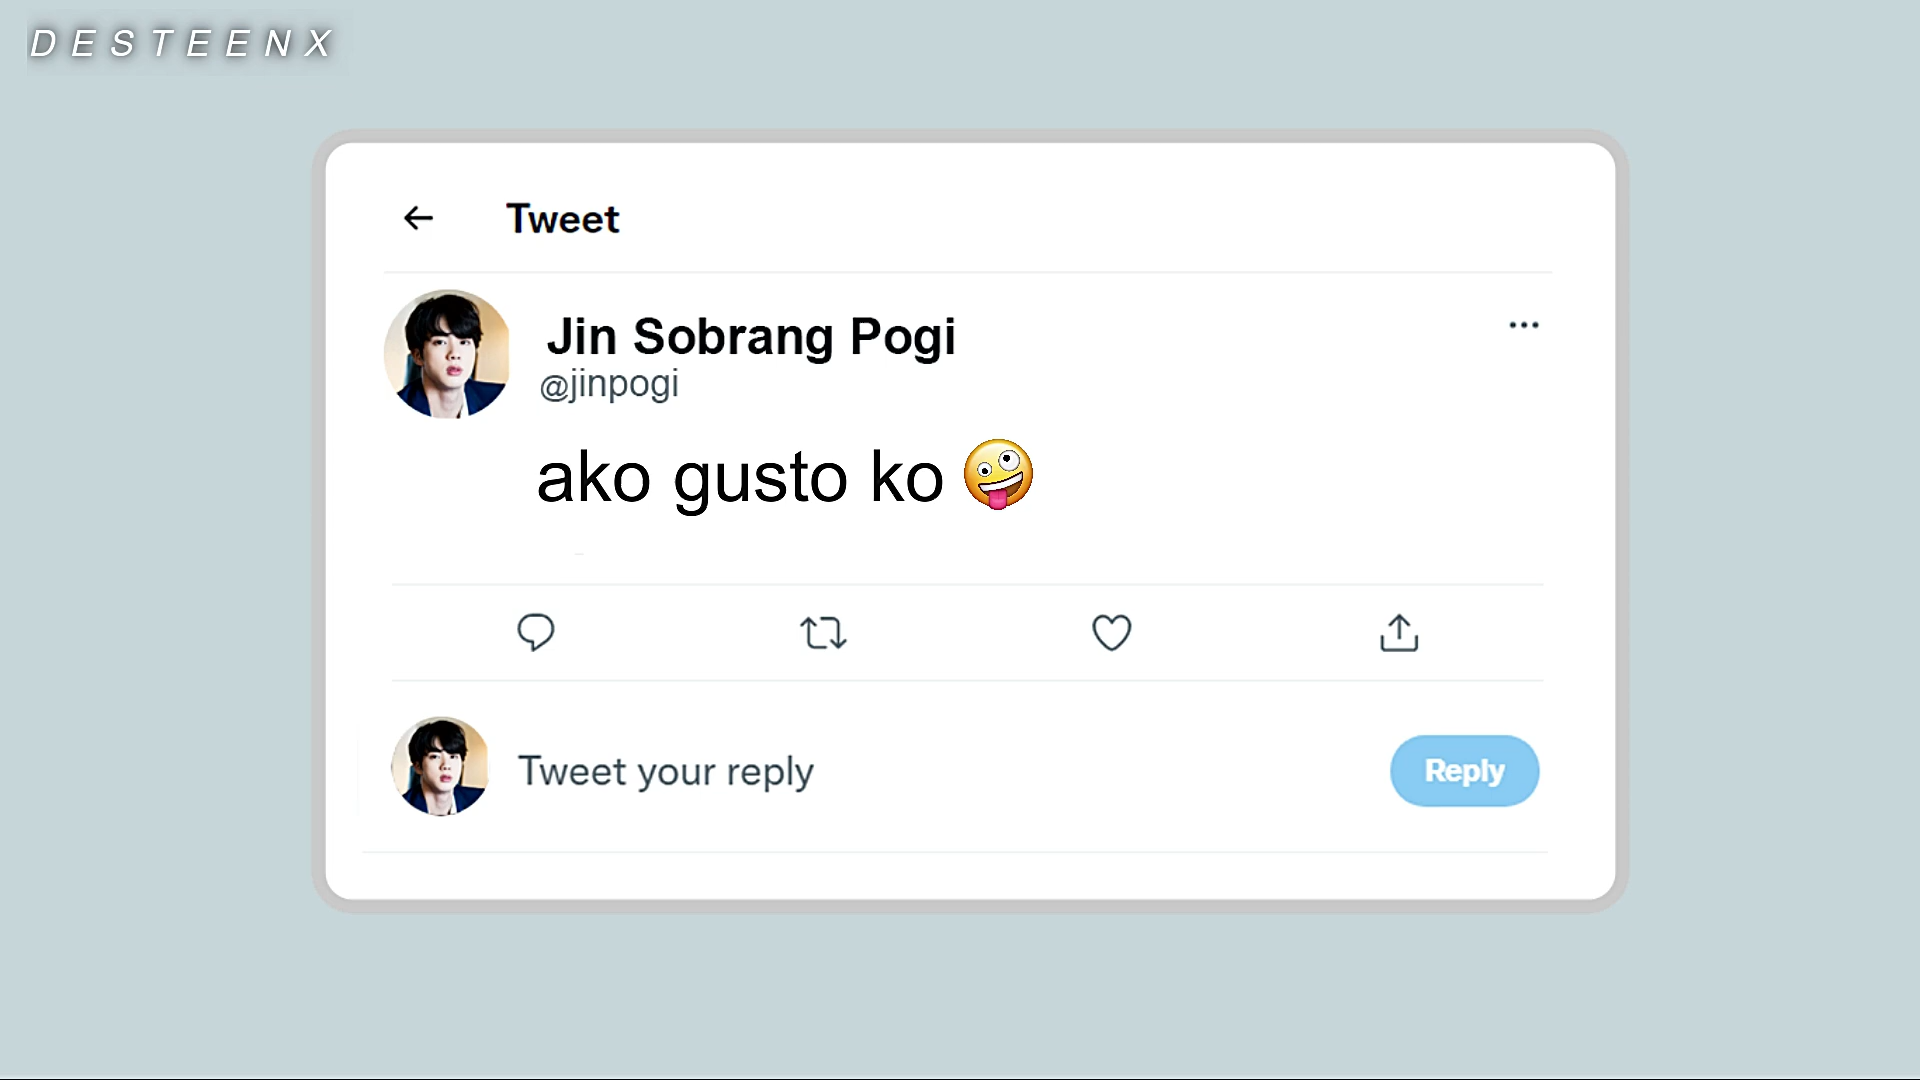 DESTEENX
Tweet
Jin Sobrang Pogi
@jinpogi
ako gusto ko 🤪
Tweet your reply
Reply